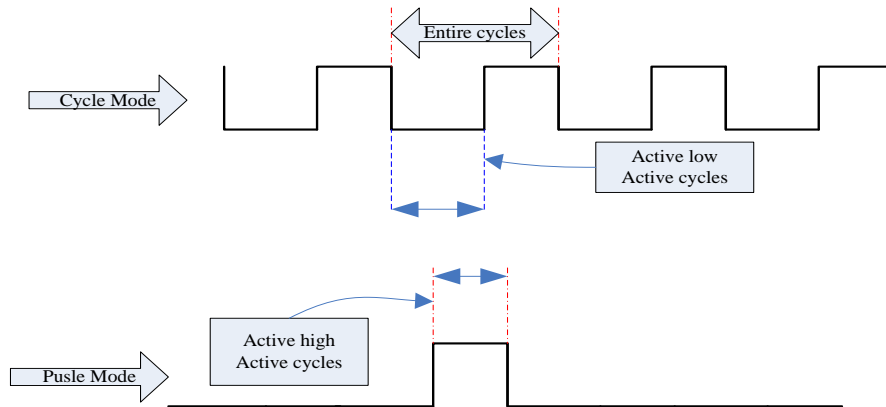 Entire cycles
Cycle Mode
Active low
Active cycles
Active high
Active cycles
Pusle Mode